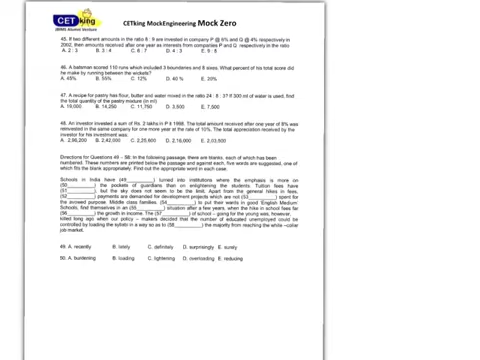 CETking
CETking MockEngineering Mock Zero
45. If two different amounts in the ratio 8 : 9 are invested in company P @ 6% and Q @ 4% respectively in
2002, then amounts received after one year as interests from companies P and Q respectively in the ratio
A. 2 : 3 B. 3 : 4 C. 6 : 7 D. 4 : 3 E. 9 : 8
46. A batsman scored 110 runs which included 3 boundaries and 8 sixes. What percent of his total score did
he make by running between the wickets?
A. 45% B. 55% C. 12% D. 40 % E. 20%
47. A recipe for pastry has flour, butter and water mixed in the ratio 24 : 8 : 3? If 300 ml of water is used, find
the total quantity of the pastry mixture (in ml)
B. 14,250 C. 11,750 D. 3,500 E. 7,500
48. An investor invested a sum of Rs. 2 lakhs in P II 1998. The total amount received after one year of 8% was
reinvested in the same company for one more year at the rate of 10%. The total appreciation received by the
investor for his investment was:
A. 2,96,200 B. 2,42,000 C. 2,25,600 D. 2,16,000 E. 2,03,500
Directions for Questions 49 – 58: In the following passage, there are blanks, each of which has been
numbered. These numbers are printed below the passage and against each, five words are suggested, one of
which fills the blank appropriately. Find out the appropriate word in each case.
Schools in India have (49________) turned into institutions where the emphasis is more on
(50________) the pockets of guardians than on enlightening the students. Tuition fees have
(51________), but the sky does not seem to be the limit. Apart from the general hikes in fees,
(52________) payments are demanded for development projects which are not (53________) spent for
the avowed purpose. Middle class families, (54________) to put their wards in good 'English Medium'
Schools, find themselves in an (55________) situation after a few years, when the hike in school fees far
(56________) the growth in income. The (57________) of school - going for the young was, however,
killed long ago when our policy - makers decided that the number of educated unemployed could be
controlled by loading the syllabi in a way so as to (58________) the majority from reaching the white -collar
job market.
49. A. recently B. lately C. definitely D. surprisingly E. surely
50. A. burdening B. loading C. lightening D. overloading E. reducing